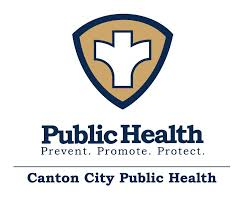 Public Health
Prevent. Promote. Protect.
Canton City Public Health